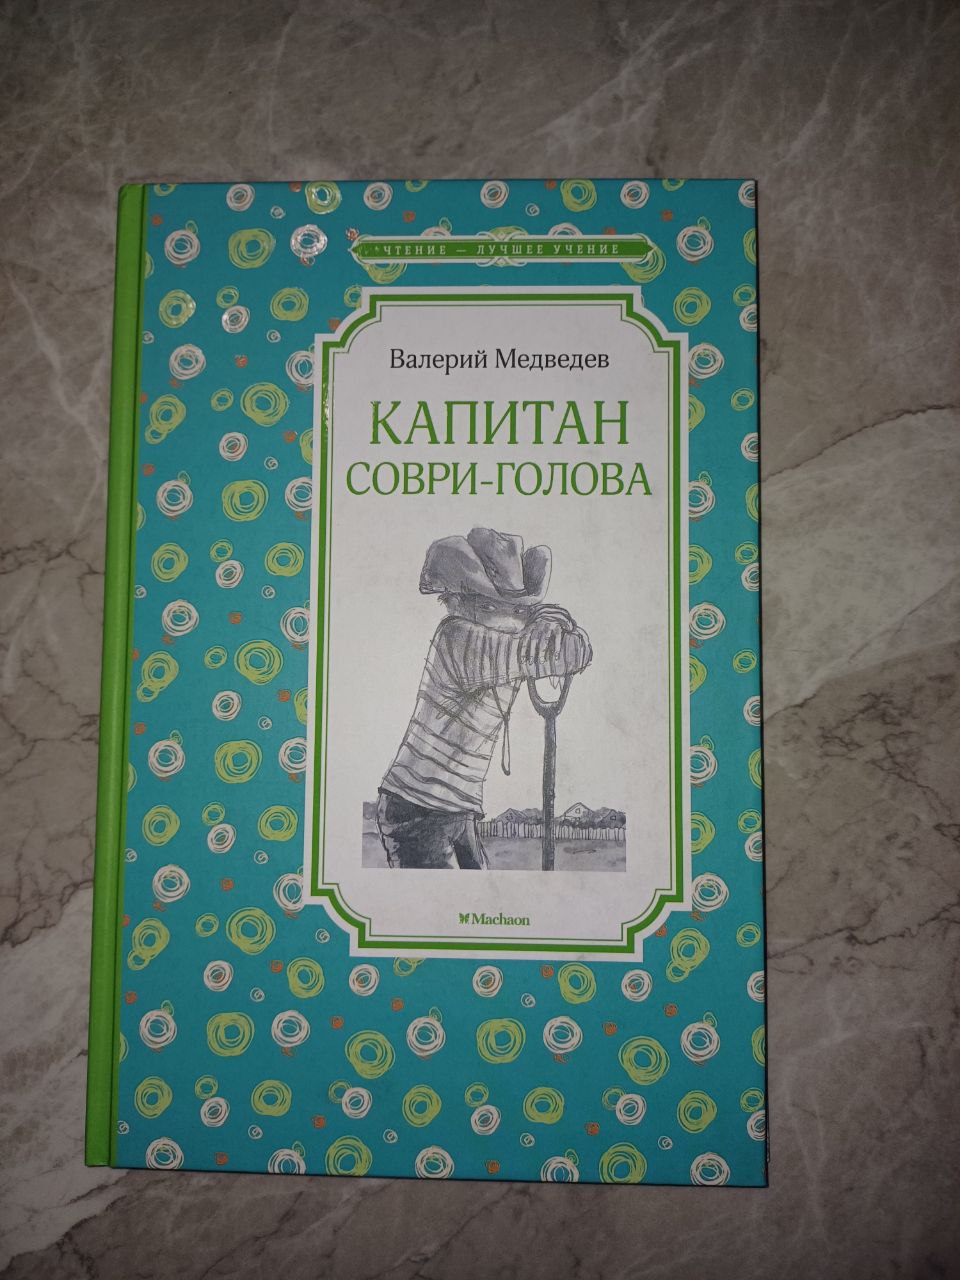 ЧТЕНИЕ — ЛУЧШЕЕ УЧЕНИЕ
Валерий Медведев
КАПИТАН
СОВРИ-ГОЛОВА
Machaon